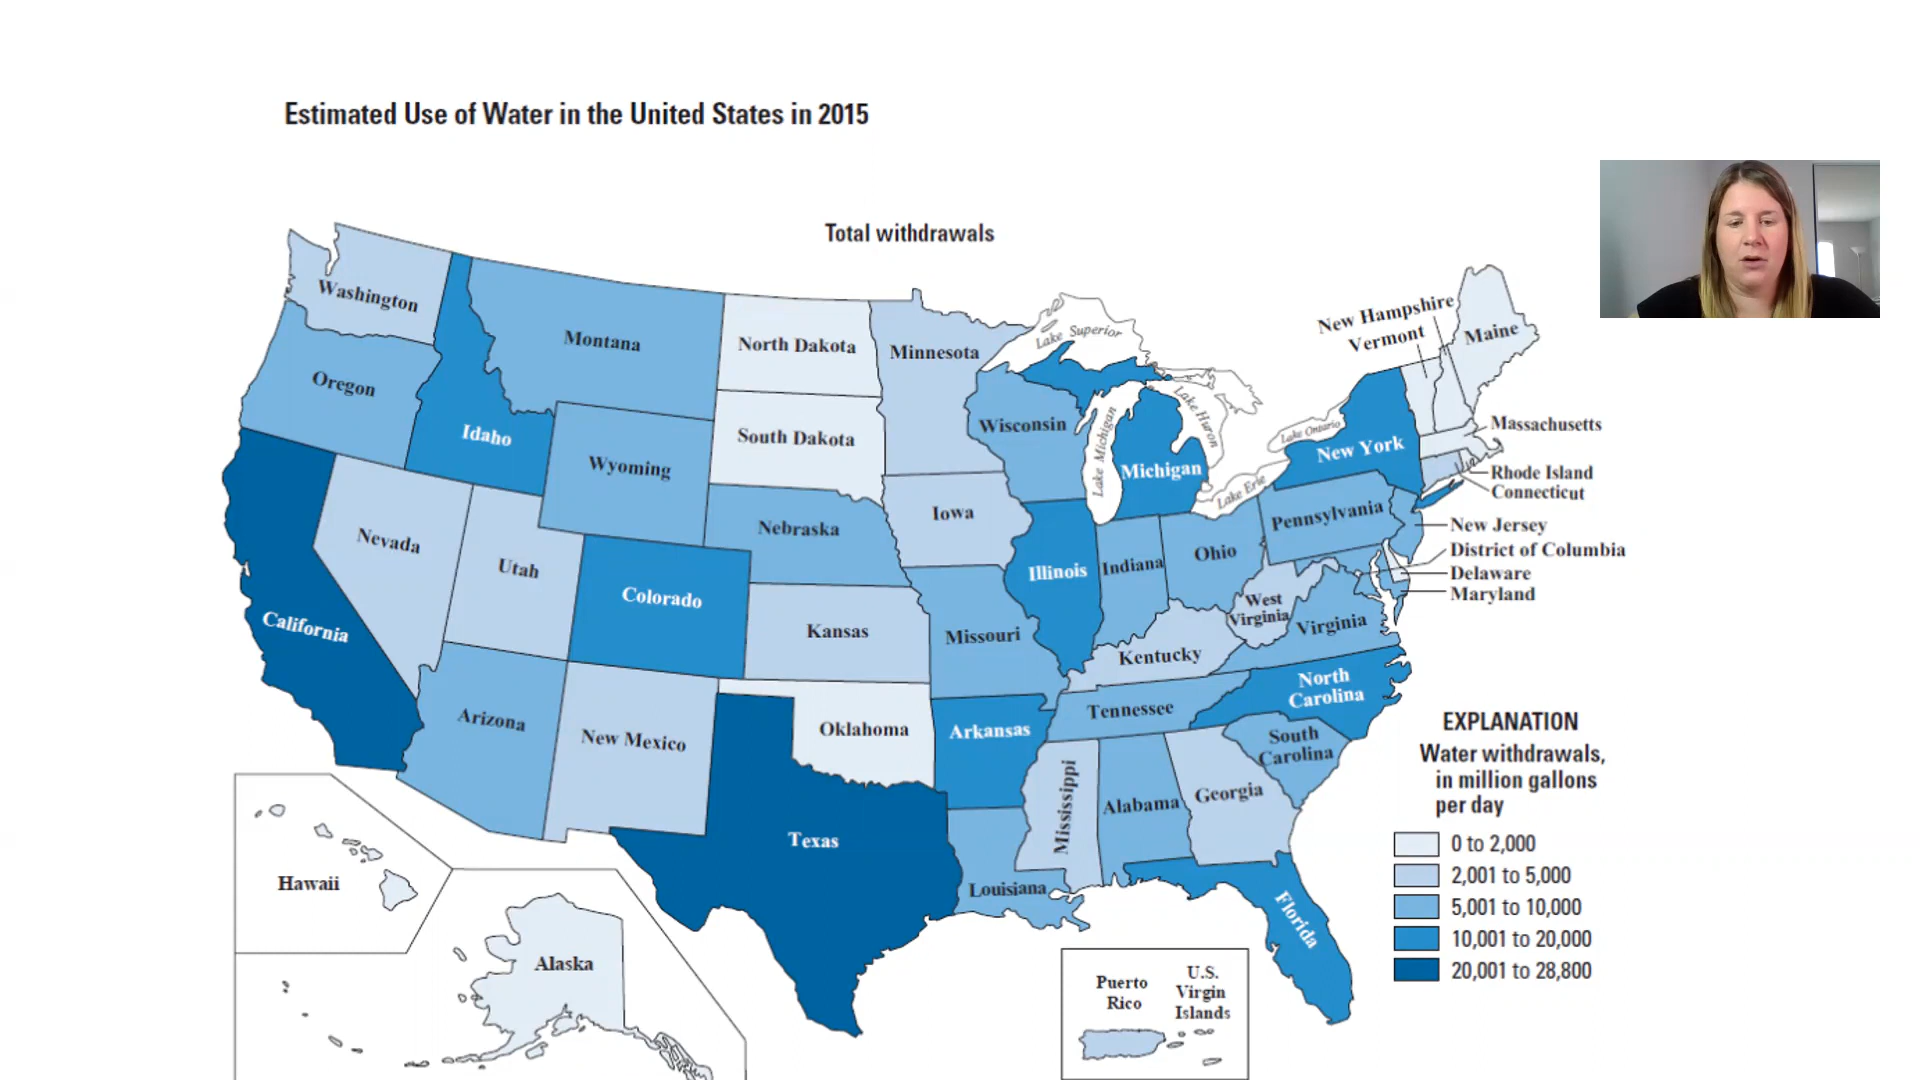 Estimated Use of Water in the United States in 2015
Total withdrawals
Washington
Oregon
Idaho
Montana
Wyoming
North Dakota
South Dakota
Nebraska
Minnesota
Lake Superior
Wisconsin
Lake Michigan
Michigan
Lake Huron
Lake Erie
Lake Ontario
New York
New Hampshire
Vermont
Maine
Massachusetts
Rhode Island
Connecticut
New Jersey
District of Columbia
Delaware
Maryland
Pennsylvania
Ohio
Indiana
Illinois
Iowa
Nevada
Utah
Colorado
California
Kansas
Missouri
Kentucky
West
Virginia
Virginia
North
Carolina
Tennessee
South
Carolina
Arizona
New Mexico
Oklahoma
Arkansas
Texas
Louisiana
Mississippi
Alabama
Georgia
Florida
Hawaii
Alaska
Puerto
Rico
U.S.
Virgin
Islands
EXPLANATION
Water withdrawals,
in million gallons
per day
0 to 2,000
2,001 to 5,000
5,001 to 10,000
10,001 to 20,000
20,001 to 28,800